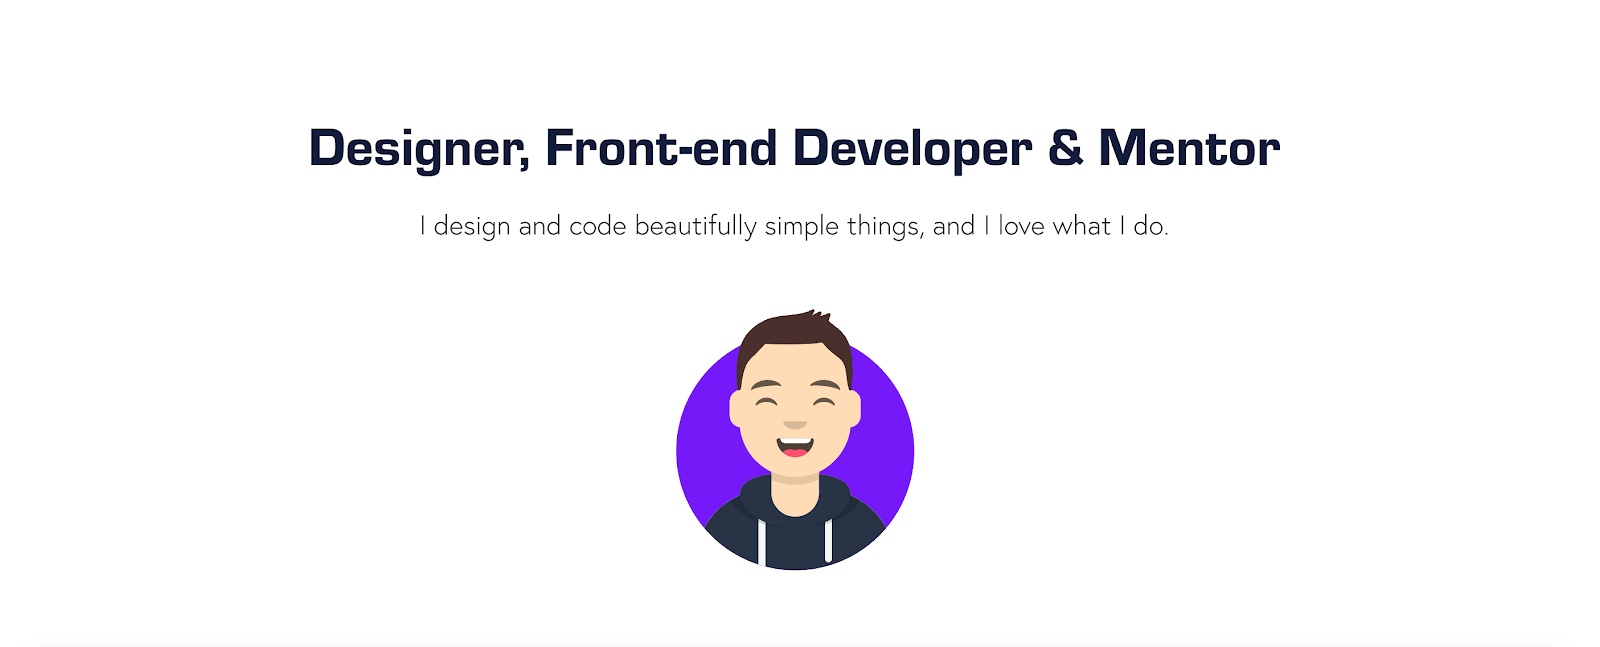 Designer, Front-end Developer & Mentor
I design and code beautifully simple things, and I love what I do.